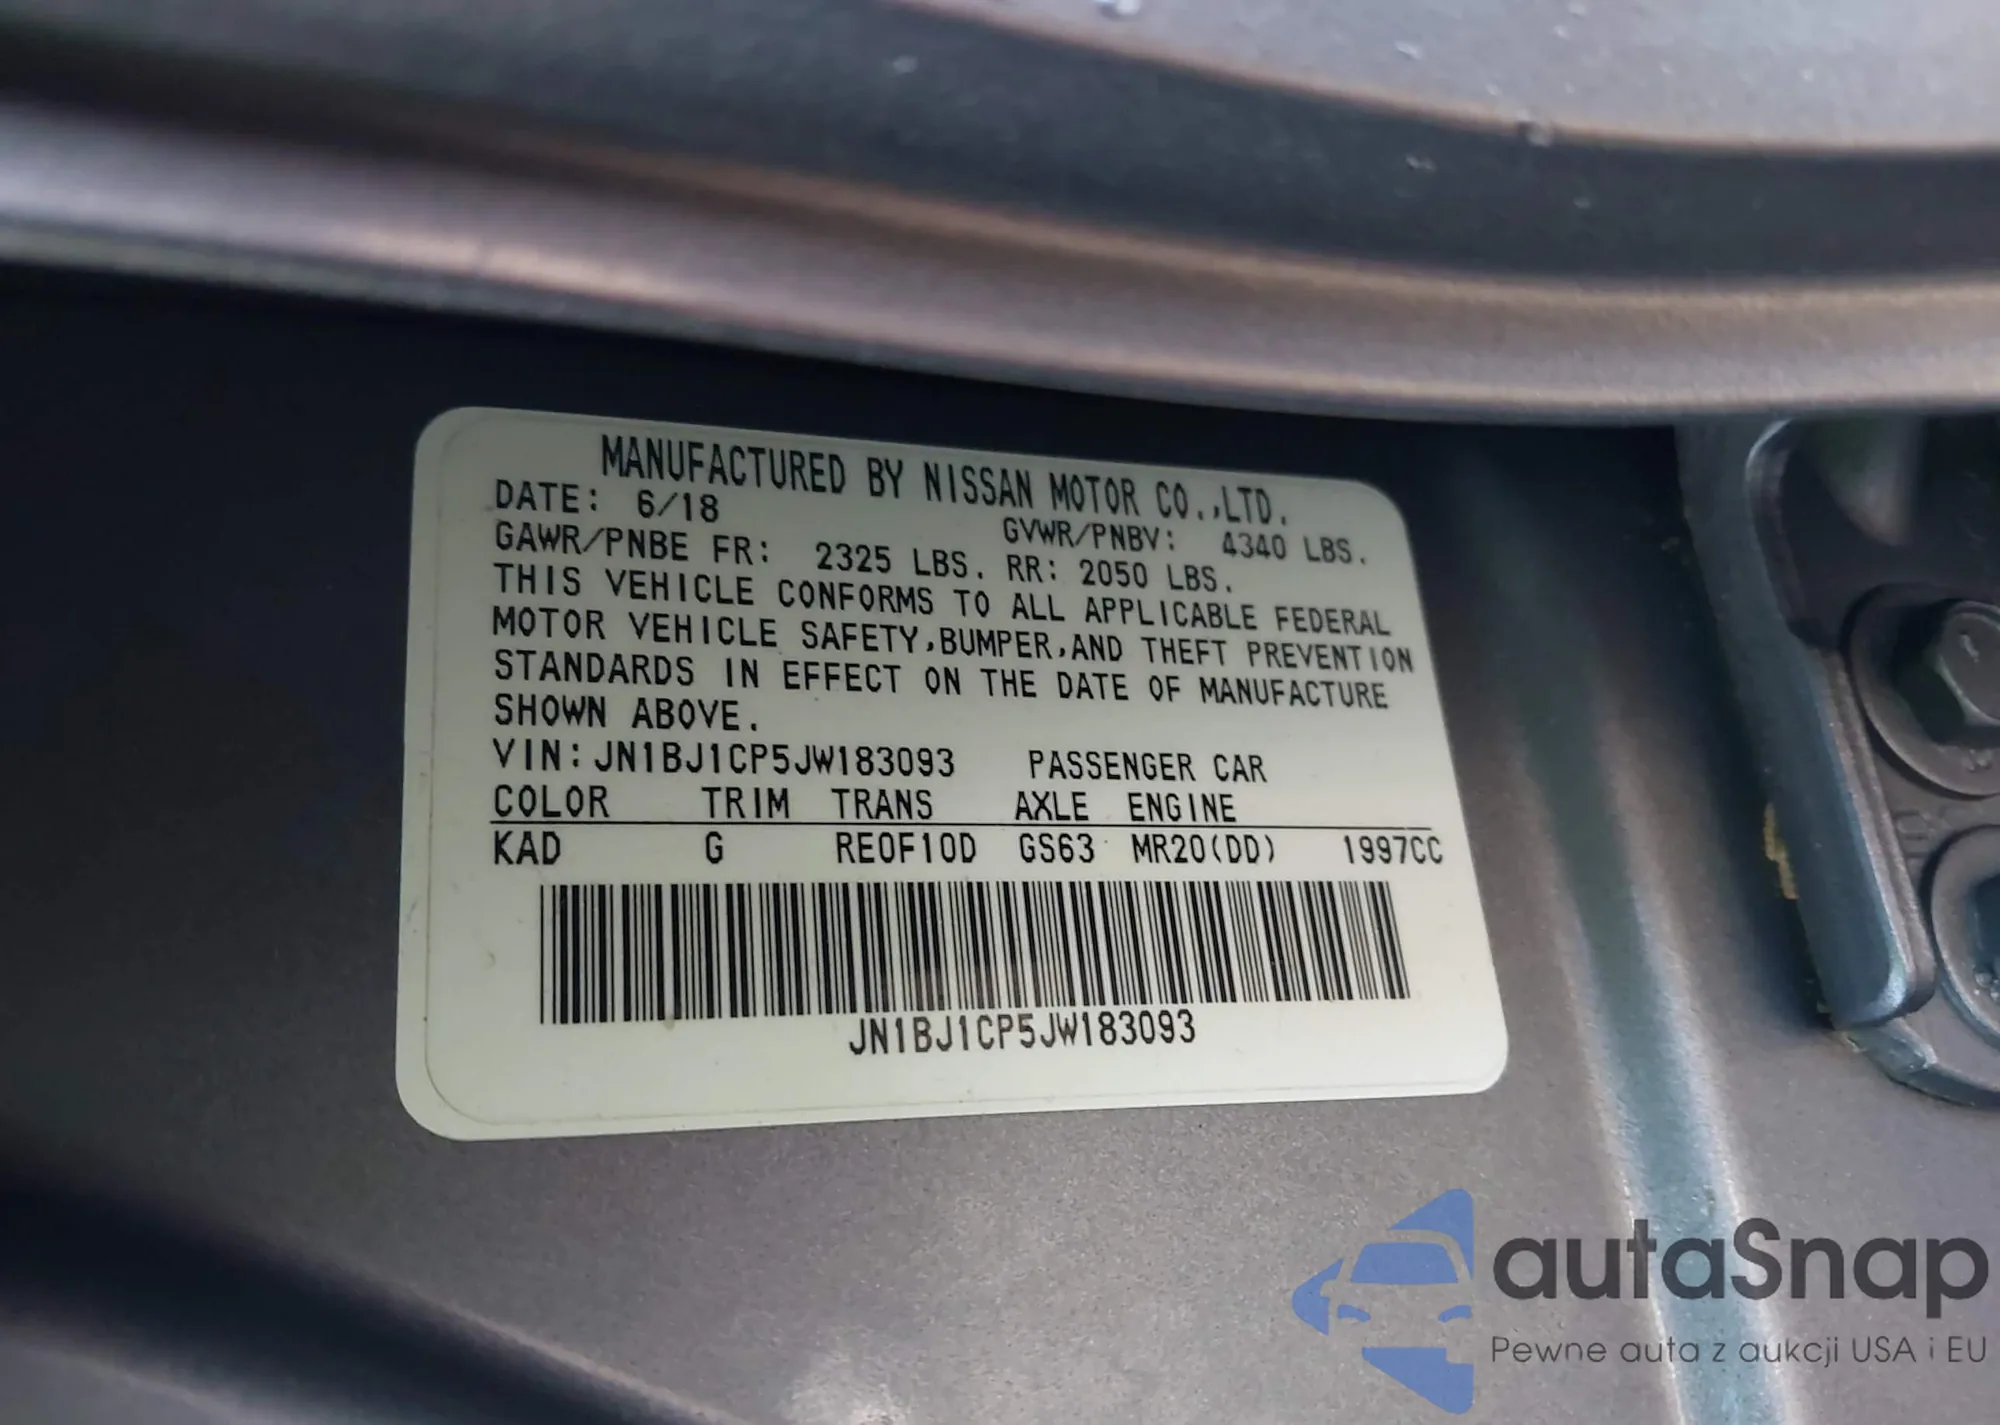 MANUFACTURED BY NISSAN MOTOR CO.,LTD.
DATE: 6/18 GVWR/PNBV: 4340 LBS.
GAWR/PNBE FR: 2325 LBS. RR: 2050 LBS.
THIS VEHICLE CONFORMS TO ALL APPLICABLE FEDERAL
MOTOR VEHICLE SAFETY,BUMPER,AND THEFT PREVENTION
STANDARDS IN EFFECT ON THE DATE OF MANUFACTURE
SHOWN ABOVE.
VIN:JN1BJ1CP5JW183093 PASSENGER CAR
COLOR TRIM TRANS AXLE ENGINE
KAD G RE0F10D GS63 MR20(DD) 1997CC
JN1BJ1CP5JW183093
autaSnap
Pewne auta z aukcji USA i EU